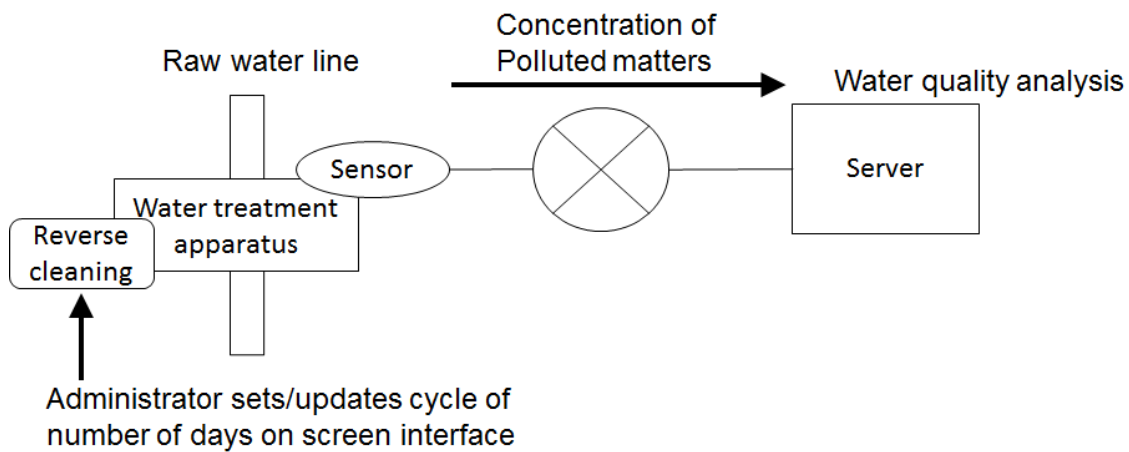 Concentration of
Polluted matters
Raw water line
Water quality analysis
Sensor
Server
Water treatment
apparatus
Reverse
cleaning
Administrator sets/updates cycle of
number of days on screen interface